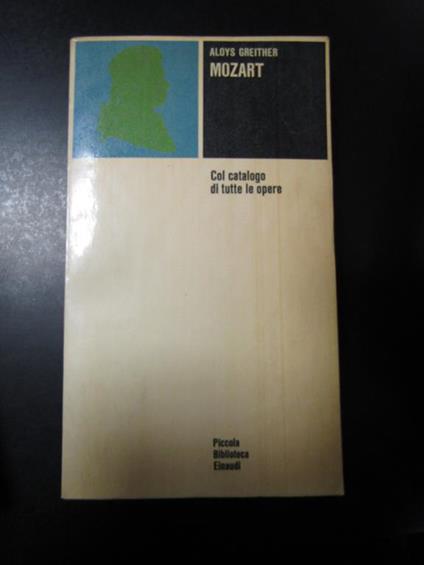 ALOYS GREITHER
MOZART
Col catalogo
di tutte le opere
Piccola
Biblioteca
Einaudi